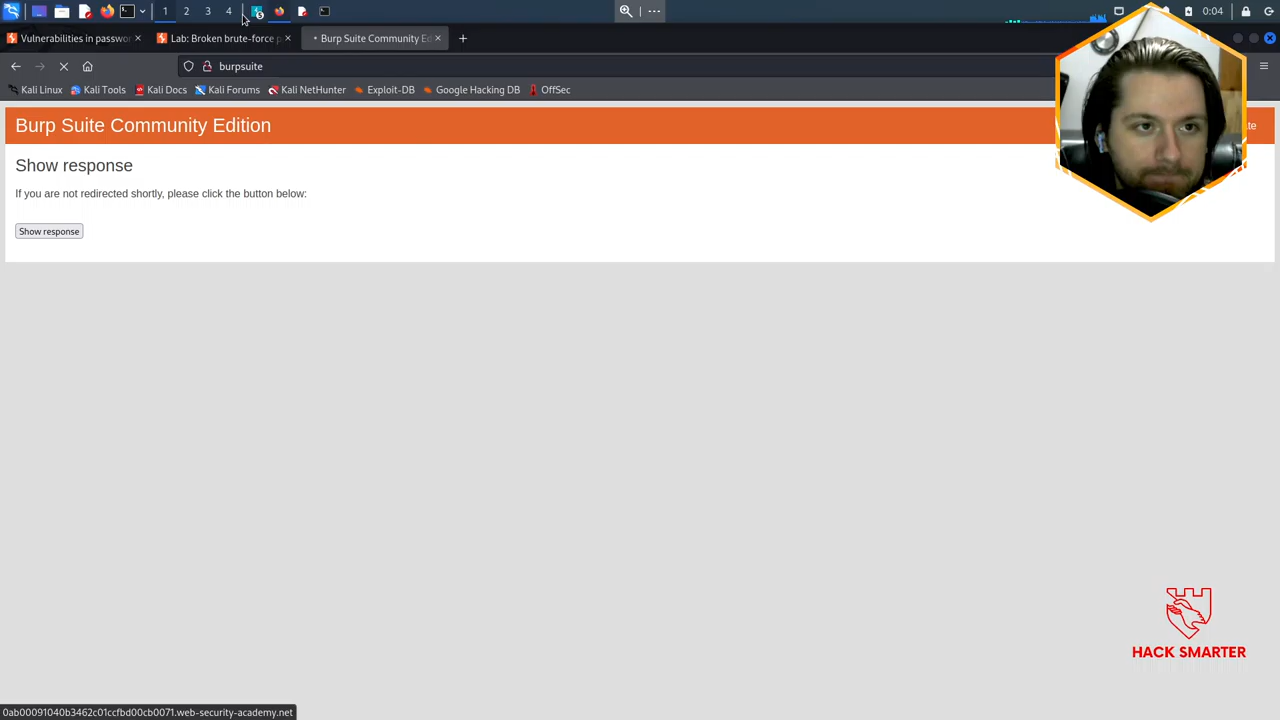 1 2 3 4 0:04
Vulnerabilities in passwo Lab: Broken brute-force p Burp Suite Community Ed
burpsuite
Kali Linux Kali Tools Kali Docs Kali Forums Kali NetHunter Exploit-DB Google Hacking DB OffSec
Burp Suite Community Edition
Show response
If you are not redirected shortly, please click the button below:
Show response
HACK SMARTER
0ab00091040b3462c01ccfbd00cb0071.web-security-academy.net